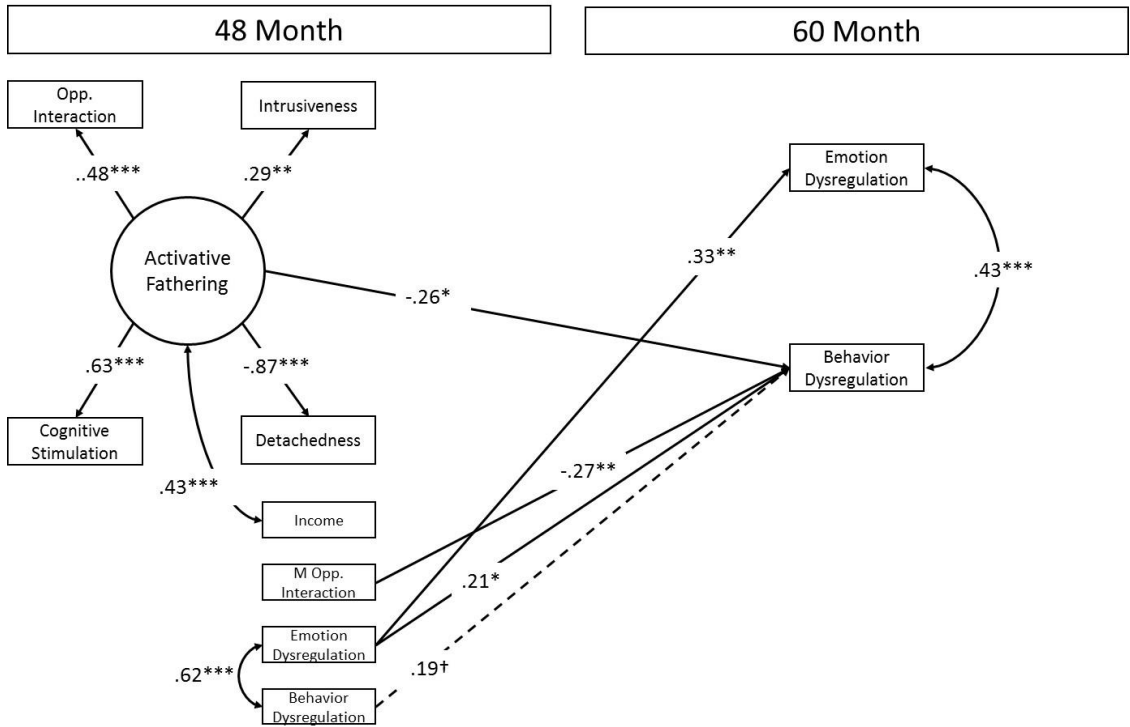 48 Month
60 Month
Opp.
Interaction
Intrusiveness
..48***
.29**
Activative
Fathering
.63***
-.87***
Cognitive
Stimulation
Detachedness
.43***
Income
M Opp.
Interaction
Emotion
Dysregulation
.62***
Behavior
Dysregulation
-.26*
.33**
-.27**
.21*
.19†
Emotion
Dysregulation
.43***
Behavior
Dysregulation